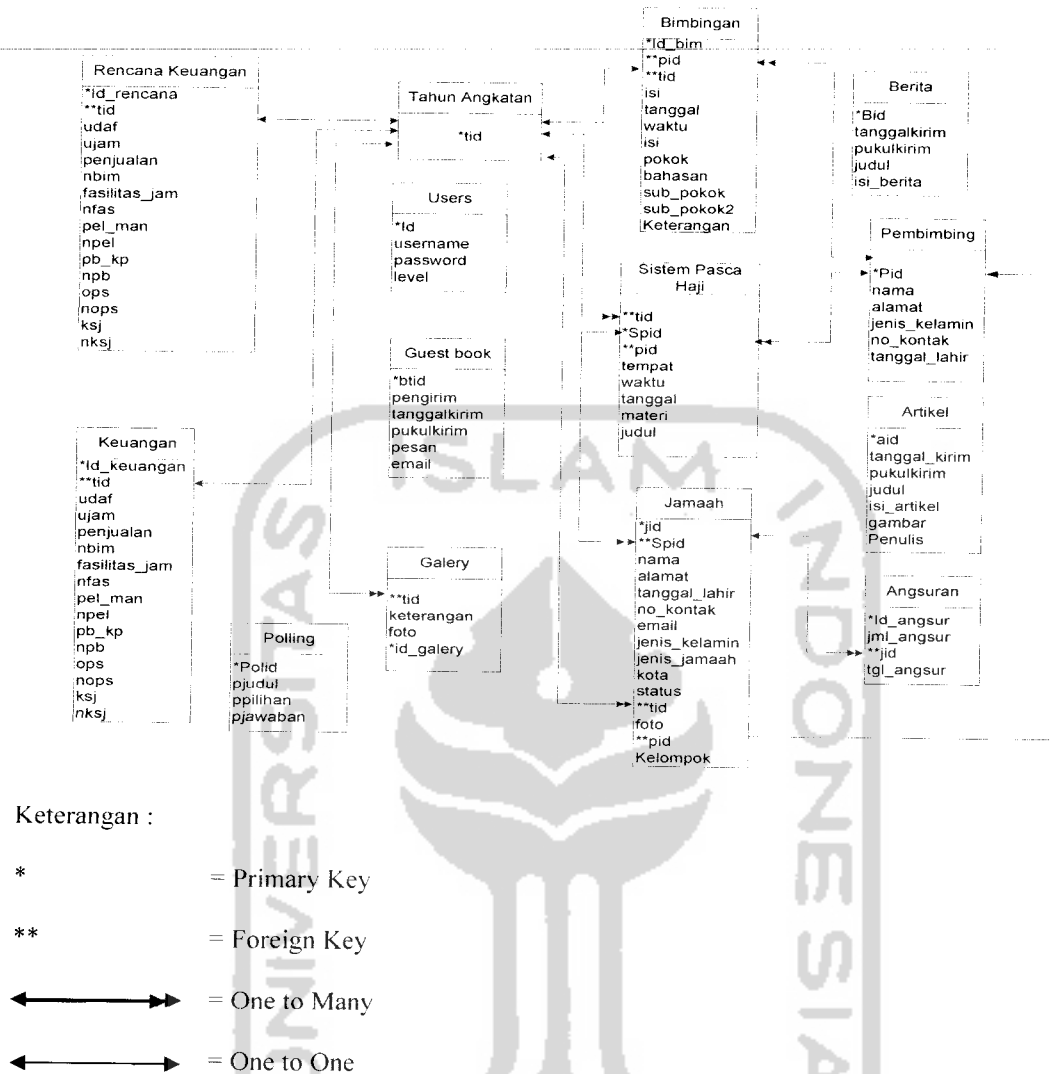 Rencana Keuangan
*Id_rencana
**tid
udaf
ujam
penjualan
nbim
fasilitas_jam
nfas
pel_man
npel
pb_kp
npb
ops
nops
ksj
nksj
Keuangan
*Id_keuangan
**tid
udaf
ujam
penjualan
nbim
fasilitas_jam
nfas
pel_man
npel
pb_kp
npb
ops
nops
ksj
nksj
Tahun Angkatan
*tid
Users
*Id
username
password
level
Guest book
*btid
pengirim
tanggalkirim
pukulkirim
pesan
email
Galery
**tid
keterangan
foto
*id_galery
Polling
*Polid
pjudul
ppilihan
pjawaban
Bimbingan
*Id_bim
**pid
**tid
isi
tanggal
waktu
isi
pokok
bahasan
sub_pokok
sub_pokok2
Keterangan
Sistem Pasca
Haji
**tid
*Spid
**pid
tempat
waktu
tanggal
materi
judul
Jamaah
*jid
**Spid
nama
alamat
tanggal_lahir
no_kontak
email
jenis_kelamin
jenis_jamaah
kota
status
**tid
foto
**pid
Kelompok
Berita
*Bid
tanggalkirim
pukulkirim
judul
isi_berita
Pembimbing
*Pid
nama
alamat
jenis_kelamin
no_kontak
tanggal_lahir
Artikel
*aid
tanggal_kirim
pukulkirim
judul
isi_artikel
gambar
Penulis
Angsuran
*Id_angsur
jml_angsur
**jid
tgl_angsur
Keterangan :
* = Primary Key
** = Foreign Key
= One to Many
= One to One
UNIVERSITAS
ISLAM
INDONESIA